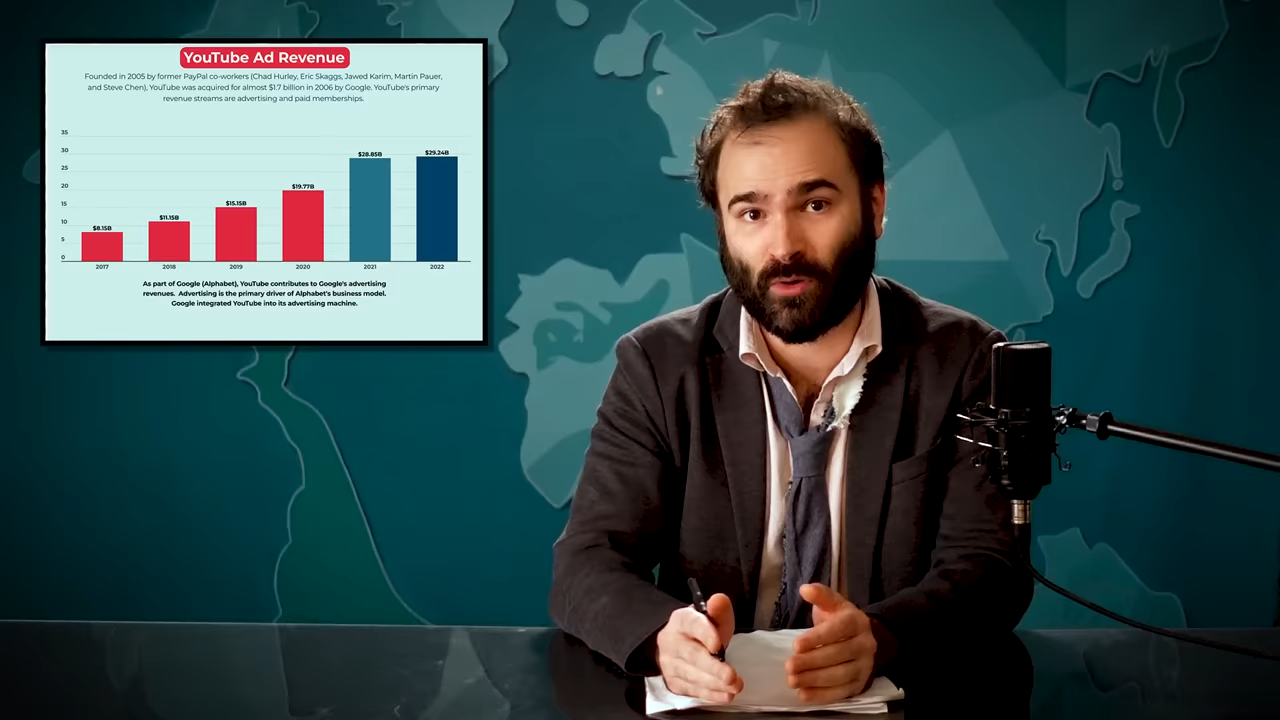 YouTube Ad Revenue
Founded in 2005 by former PayPal co-workers (Chad Hurley, Eric Skaggs, Jawed Karim, Martin Pauer,
and Steve Chen), YouTube was acquired for almost $1.7 billion in 2006 by Google. YouTube's primary
revenue streams are advertising and paid memberships.
35
30
25
20
15
10
5
0
$8.15B
$11.15B
$15.15B
$19.77B
$28.85B
$29.24B
2017 2018 2019 2020 2021 2022
As part of Google (Alphabet), YouTube contributes to Google's advertising
revenues. Advertising is the primary driver of Alphabet's business model.
Google integrated YouTube into its advertising machine.